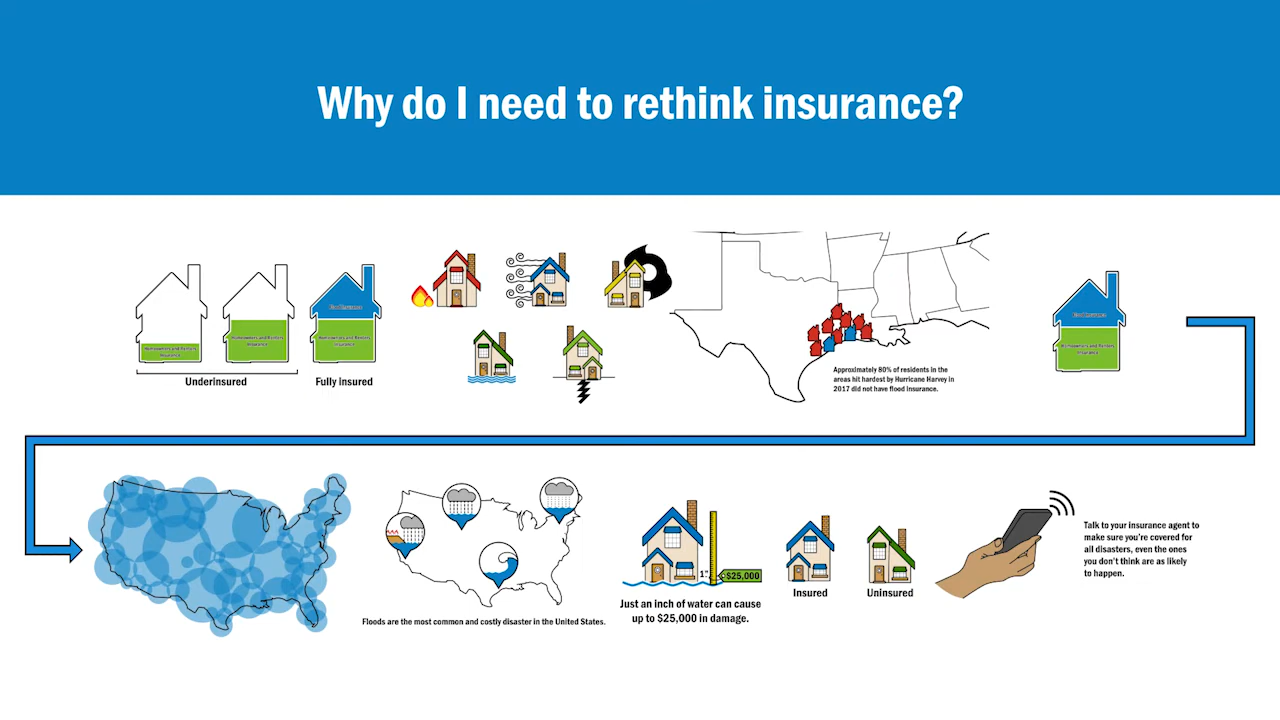 Why do I need to rethink insurance?
Homeowners and Renters
Insurance
Homeowners and Renters
Insurance
Flood Insurance
Homeowners and Renters
Insurance
Underinsured
Fully insured
Approximately 80% of residents in the
areas hit hardest by Hurricane Harvey in
2017 did not have flood insurance.
Flood Insurance
Homeowners and Renters
Insurance
Floods are the most common and costly disaster in the United States.
1"
$25,000
Just an inch of water can cause
up to $25,000 in damage.
Insured
Uninsured
Talk to your insurance agent to
make sure you're covered for
all disasters, even the ones
you don't think are as likely
to happen.